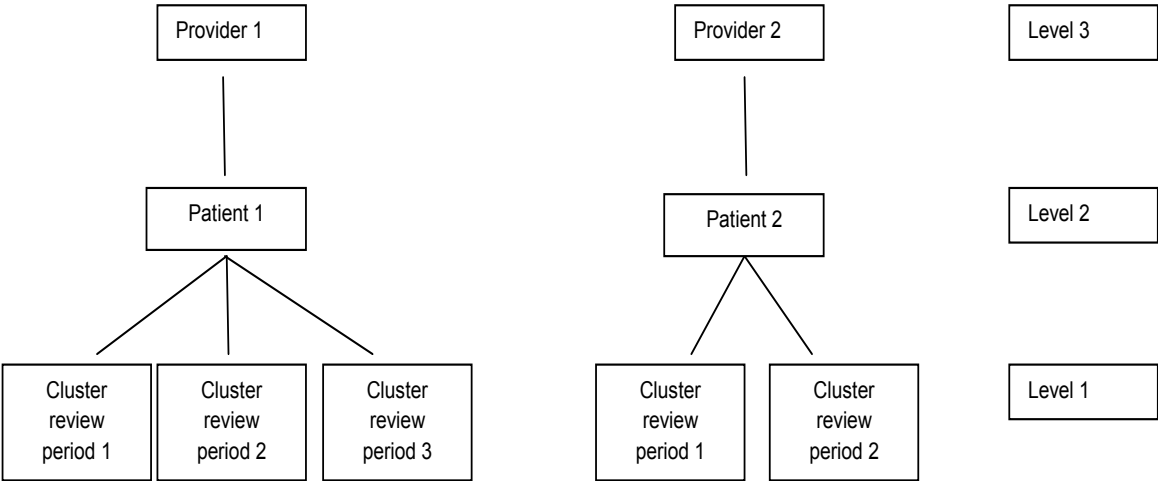 Provider 1
Provider 2
Level 3
Patient 1
Patient 2
Level 2
Cluster
review
period 1
Cluster
review
period 2
Cluster
review
period 3
Cluster
review
period 1
Cluster
review
period 2
Level 1